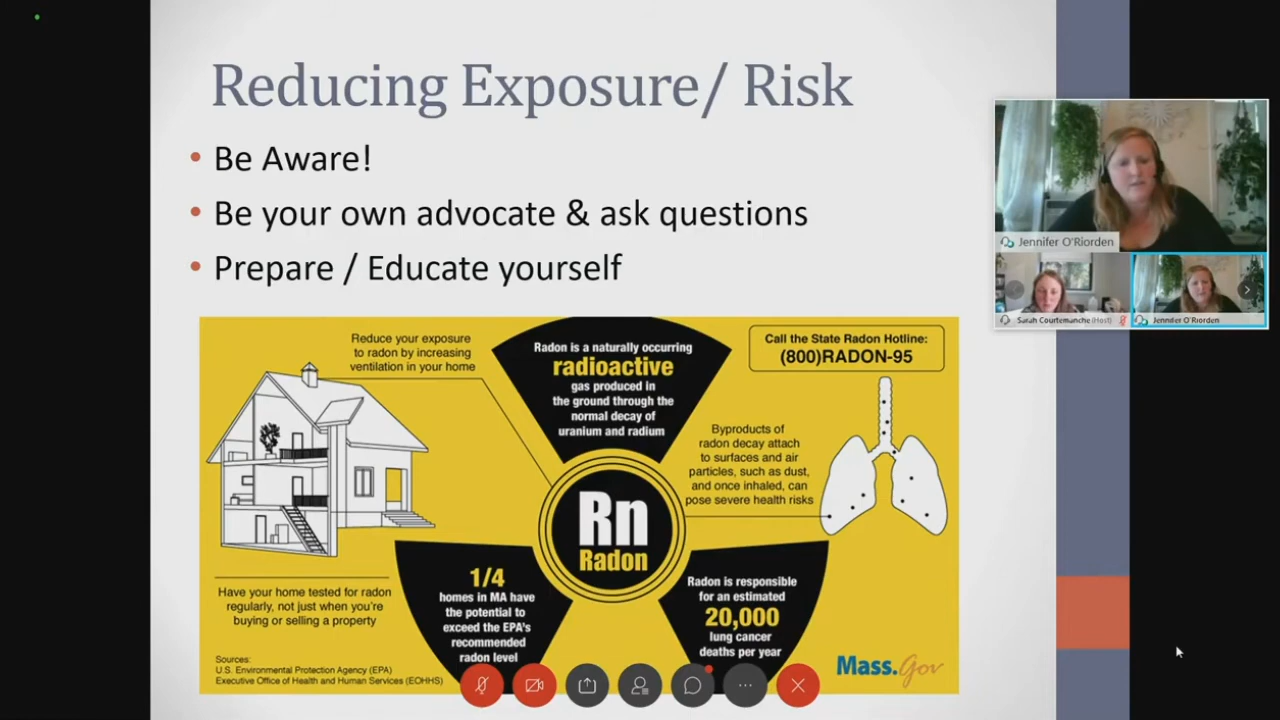 Reducing Exposure/ Risk
• Be Aware!
• Be your own advocate & ask questions
• Prepare / Educate yourself
Jennifer O'Riorden
Sarah Courtemanche (Host)
Jennifer O'Riorden
Reduce your exposure
to radon by increasing
ventilation in your home
Radon is a naturally occurring
radioactive
gas produced in
the ground through the
normal decay of
uranium and radium
Call the State Radon Hotline:
(800)RADON-95
Byproducts of
radon decay attach
to surfaces and air
particles, such as dust,
and once inhaled, can
pose severe health risks
Rn
Radon
Have your home tested for radon
regularly, not just when you're
buying or selling a property
1/4
homes in MA have
the potential to
exceed the EPA's
recommended
radon level
Radon is responsible
for an estimated
20,000
lung cancer
deaths per year
Sources:
U.S. Environmental Protection Agency (EPA)
Executive Office of Health and Human Services (EOHHS)
Mass.Gov